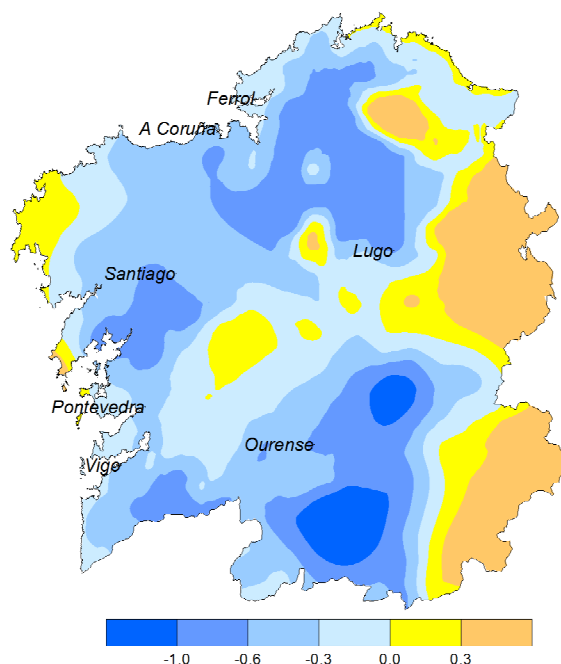 Ferrol
A Coruña
Lugo
Santiago
Pontevedra
Ourense
Vigo
-1.0 -0.6 -0.3 0.0 0.3